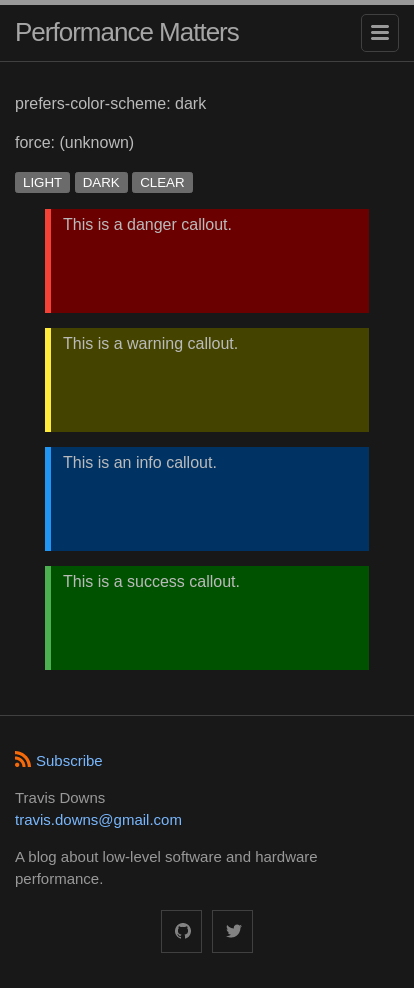 Performance Matters
prefers-color-scheme: dark
force: (unknown)
LIGHT DARK CLEAR
This is a danger callout.
This is a warning callout.
This is an info callout.
This is a success callout.
Subscribe
Travis Downs
travis.downs@gmail.com
A blog about low-level software and hardware
performance.